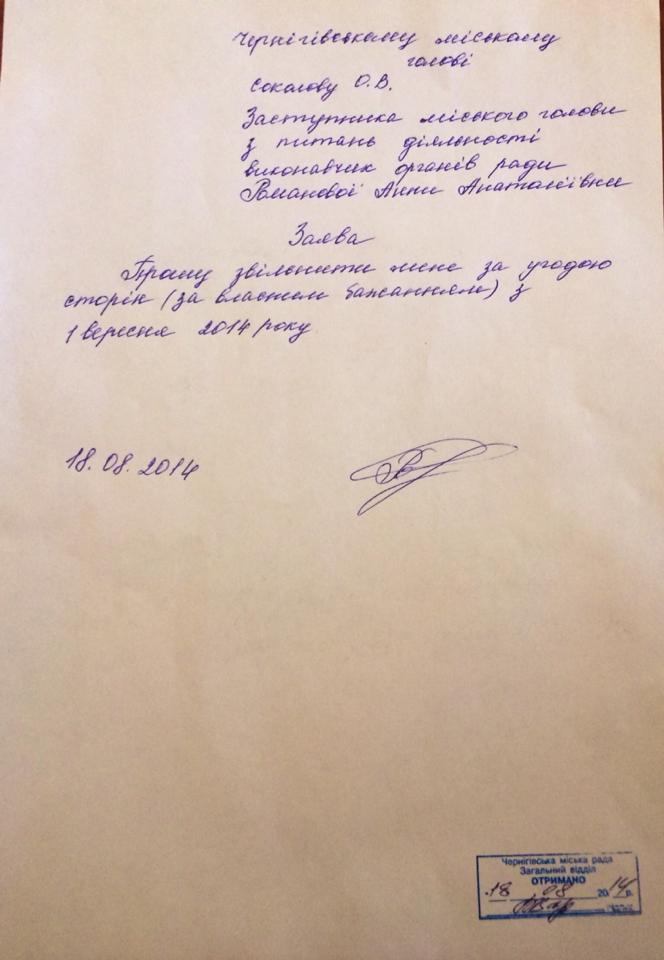 Чернігівському міському
голові
Соколову О.В.
Заступника міського голови
з питань діяльності
виконавчих органів ради
Романової Анни Анатоліївни
Заява
Прошу звільнити мене за угодою
сторін (за власним бажанням) з
1 вересня 2014 року
18.08.2014
Чернігівська міська рада
Загальний відділ
ОТРИМАНО
18 08 2014 р.